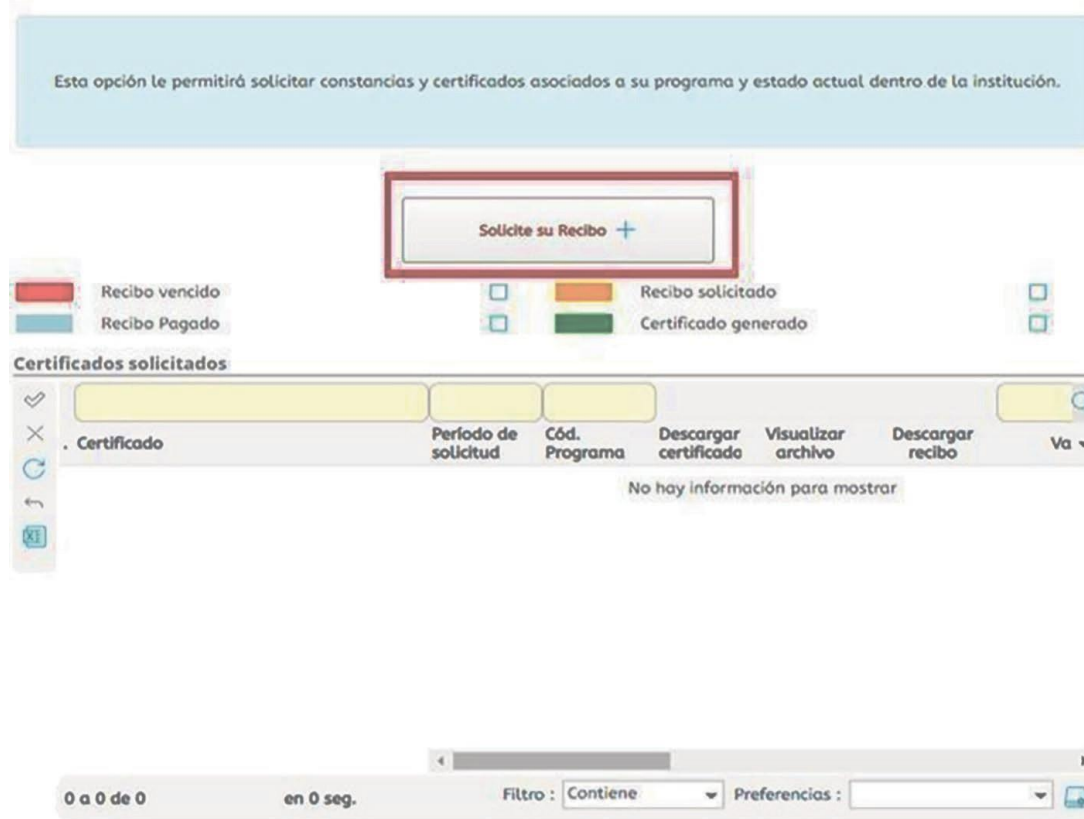 Esta opción le permitirá solicitar constancias y certificados asociados a su programa y estado actual dentro de la institución.
Solicite su Recibo +
Recibo vencido
Recibo solicitado
Recibo Pagado
Certificado generado
Certificados solicitados
. Certificado
Período de solicitud
Cód. Programa
Descargar certificado
Visualizar archivo
Descargar recibo
Va
No hay información para mostrar
0 a 0 de 0
en 0 seg.
Filtro : Contiene
Preferencias :